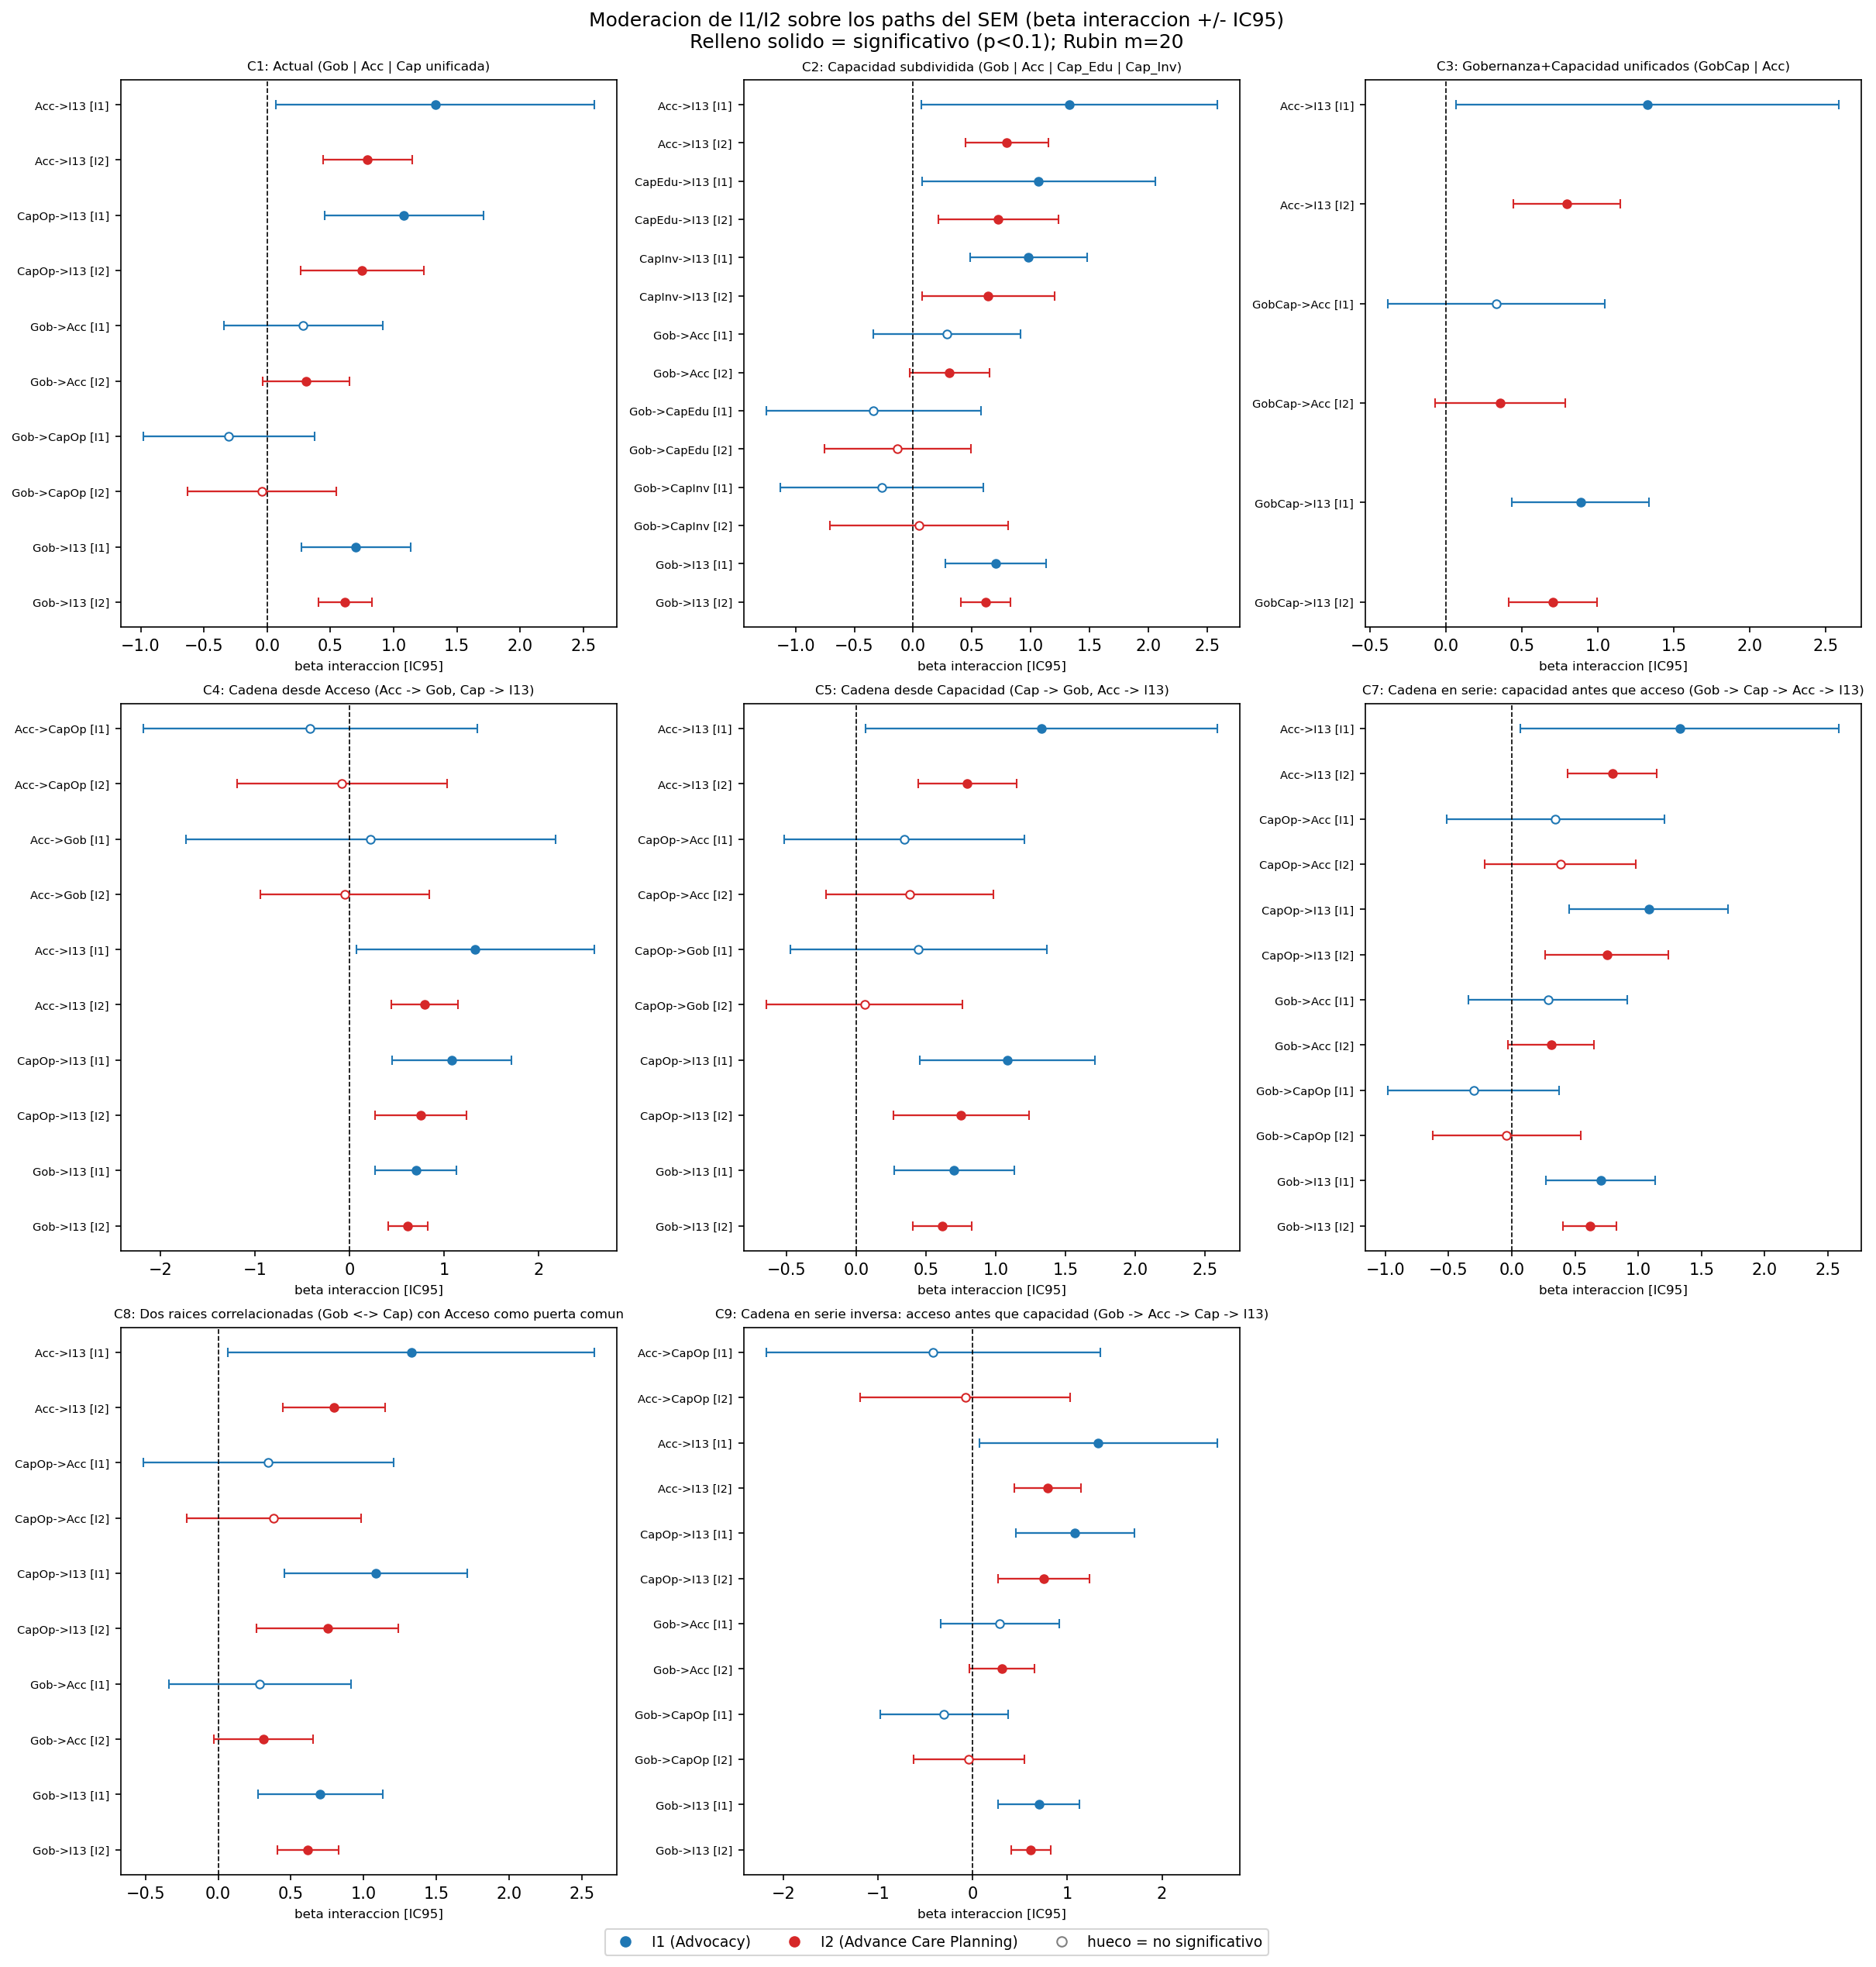 Moderacion de I1/I2 sobre los paths del SEM (beta interaccion +/- IC95)
Relleno solido = significativo (p<0.1); Rubin m=20
C1: Actual (Gob | Acc | Cap unificada)
Acc->I13 [I1]
Acc->I13 [I2]
CapOp->I13 [I1]
CapOp->I13 [I2]
Gob->Acc [I1]
Gob->Acc [I2]
Gob->CapOp [I1]
Gob->CapOp [I2]
Gob->I13 [I1]
Gob->I13 [I2]
−1.0 −0.5 0.0 0.5 1.0 1.5 2.0 2.5
beta interaccion [IC95]
C2: Capacidad subdividida (Gob | Acc | Cap_Edu | Cap_Inv)
Acc->I13 [I1]
Acc->I13 [I2]
CapEdu->I13 [I1]
CapEdu->I13 [I2]
CapInv->I13 [I1]
CapInv->I13 [I2]
Gob->Acc [I1]
Gob->Acc [I2]
Gob->CapEdu [I1]
Gob->CapEdu [I2]
Gob->CapInv [I1]
Gob->CapInv [I2]
Gob->I13 [I1]
Gob->I13 [I2]
−1.0 −0.5 0.0 0.5 1.0 1.5 2.0 2.5
beta interaccion [IC95]
C3: Gobernanza+Capacidad unificados (GobCap | Acc)
Acc->I13 [I1]
Acc->I13 [I2]
GobCap->Acc [I1]
GobCap->Acc [I2]
GobCap->I13 [I1]
GobCap->I13 [I2]
−0.5 0.0 0.5 1.0 1.5 2.0 2.5
beta interaccion [IC95]
C4: Cadena desde Acceso (Acc -> Gob, Cap -> I13)
Acc->CapOp [I1]
Acc->CapOp [I2]
Acc->Gob [I1]
Acc->Gob [I2]
Acc->I13 [I1]
Acc->I13 [I2]
CapOp->I13 [I1]
CapOp->I13 [I2]
Gob->I13 [I1]
Gob->I13 [I2]
−2 −1 0 1 2
beta interaccion [IC95]
C5: Cadena desde Capacidad (Cap -> Gob, Acc -> I13)
Acc->I13 [I1]
Acc->I13 [I2]
CapOp->Acc [I1]
CapOp->Acc [I2]
CapOp->Gob [I1]
CapOp->Gob [I2]
CapOp->I13 [I1]
CapOp->I13 [I2]
Gob->I13 [I1]
Gob->I13 [I2]
−0.5 0.0 0.5 1.0 1.5 2.0 2.5
beta interaccion [IC95]
C7: Cadena en serie: capacidad antes que acceso (Gob -> Cap -> Acc -> I13)
Acc->I13 [I1]
Acc->I13 [I2]
CapOp->Acc [I1]
CapOp->Acc [I2]
CapOp->I13 [I1]
CapOp->I13 [I2]
Gob->Acc [I1]
Gob->Acc [I2]
Gob->CapOp [I1]
Gob->CapOp [I2]
Gob->I13 [I1]
Gob->I13 [I2]
−1.0 −0.5 0.0 0.5 1.0 1.5 2.0 2.5
beta interaccion [IC95]
C8: Dos raices correlacionadas (Gob <-> Cap) con Acceso como puerta comun
Acc->I13 [I1]
Acc->I13 [I2]
CapOp->Acc [I1]
CapOp->Acc [I2]
CapOp->I13 [I1]
CapOp->I13 [I2]
Gob->Acc [I1]
Gob->Acc [I2]
Gob->I13 [I1]
Gob->I13 [I2]
−0.5 0.0 0.5 1.0 1.5 2.0 2.5
beta interaccion [IC95]
C9: Cadena en serie inversa: acceso antes que capacidad (Gob -> Acc -> Cap -> I13)
Acc->CapOp [I1]
Acc->CapOp [I2]
Acc->I13 [I1]
Acc->I13 [I2]
CapOp->I13 [I1]
CapOp->I13 [I2]
Gob->Acc [I1]
Gob->Acc [I2]
Gob->CapOp [I1]
Gob->CapOp [I2]
Gob->I13 [I1]
Gob->I13 [I2]
−2 −1 0 1 2
beta interaccion [IC95]
I1 (Advocacy) I2 (Advance Care Planning) hueco = no significativo